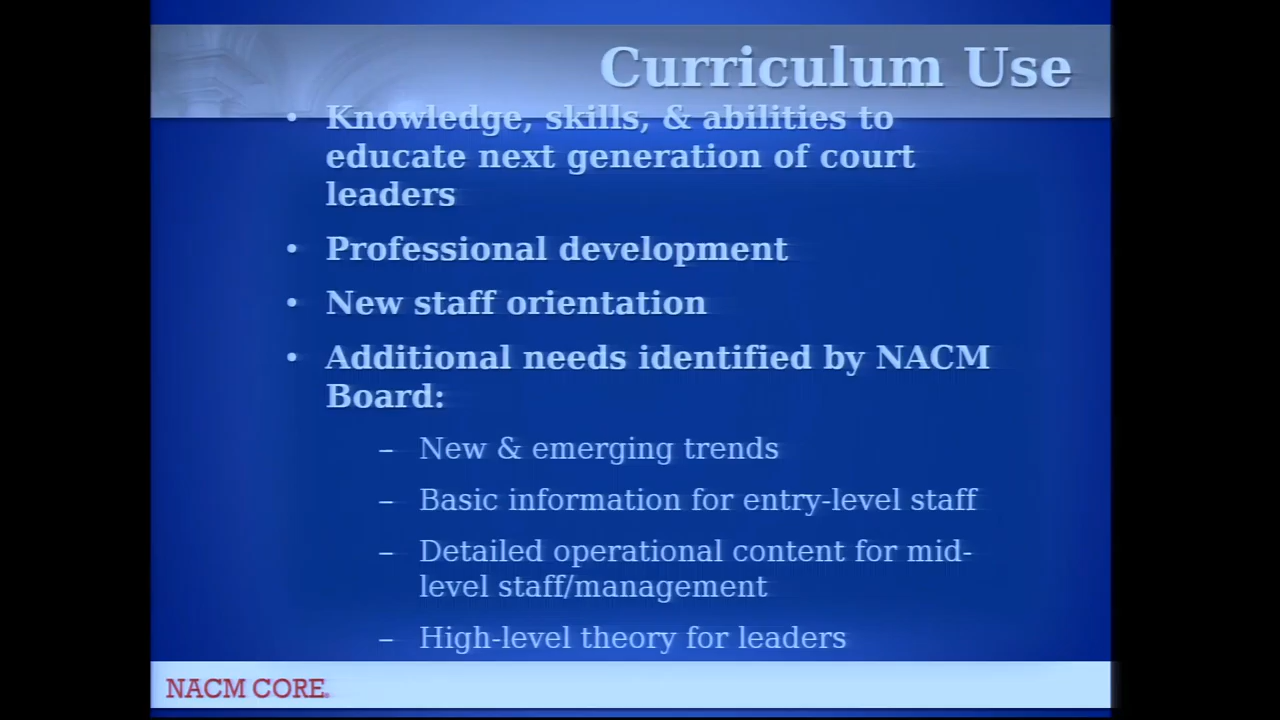 Curriculum Use
• Knowledge, skills, & abilities to
educate next generation of court
leaders
• Professional development
• New staff orientation
• Additional needs identified by NACM
Board:
– New & emerging trends
– Basic information for entry-level staff
– Detailed operational content for mid-
level staff/management
– High-level theory for leaders
NACM CORE®